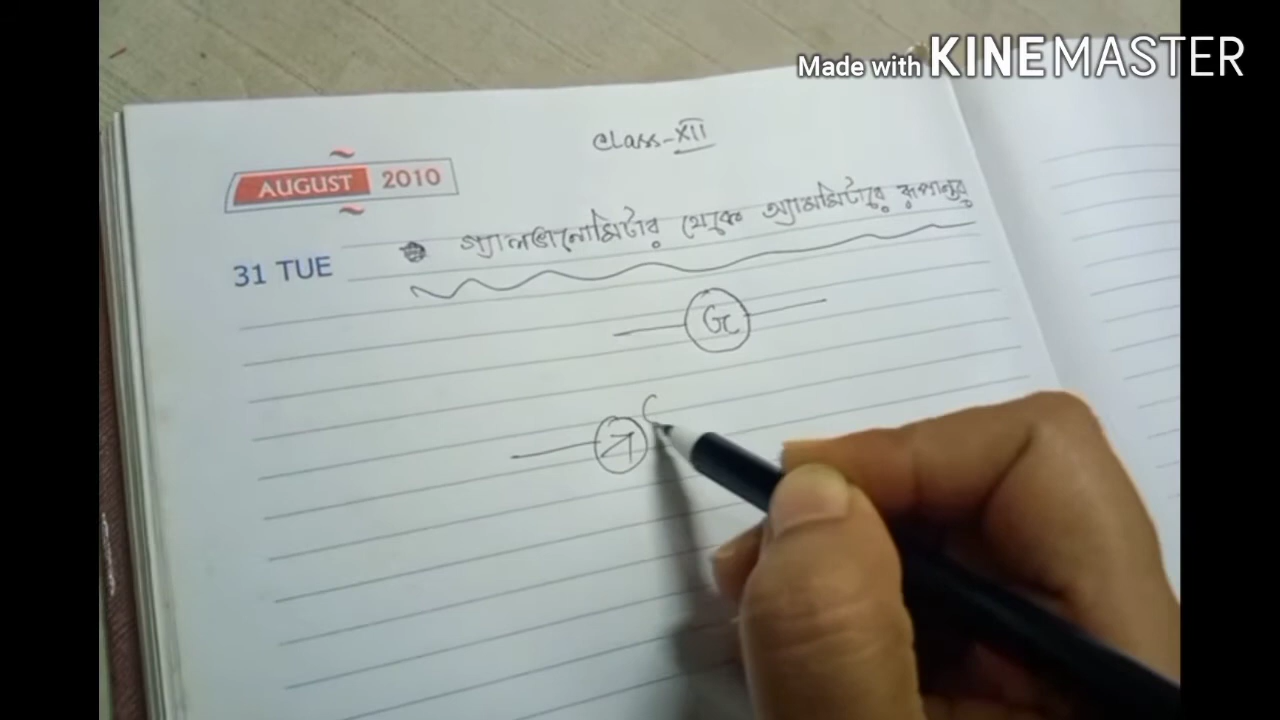 Made with KINEMASTER
Class-XII
AUGUST 2010
গ্যালভানোমিটার থেকে অ্যামমিটারে রূপান্তর
31 TUE
G